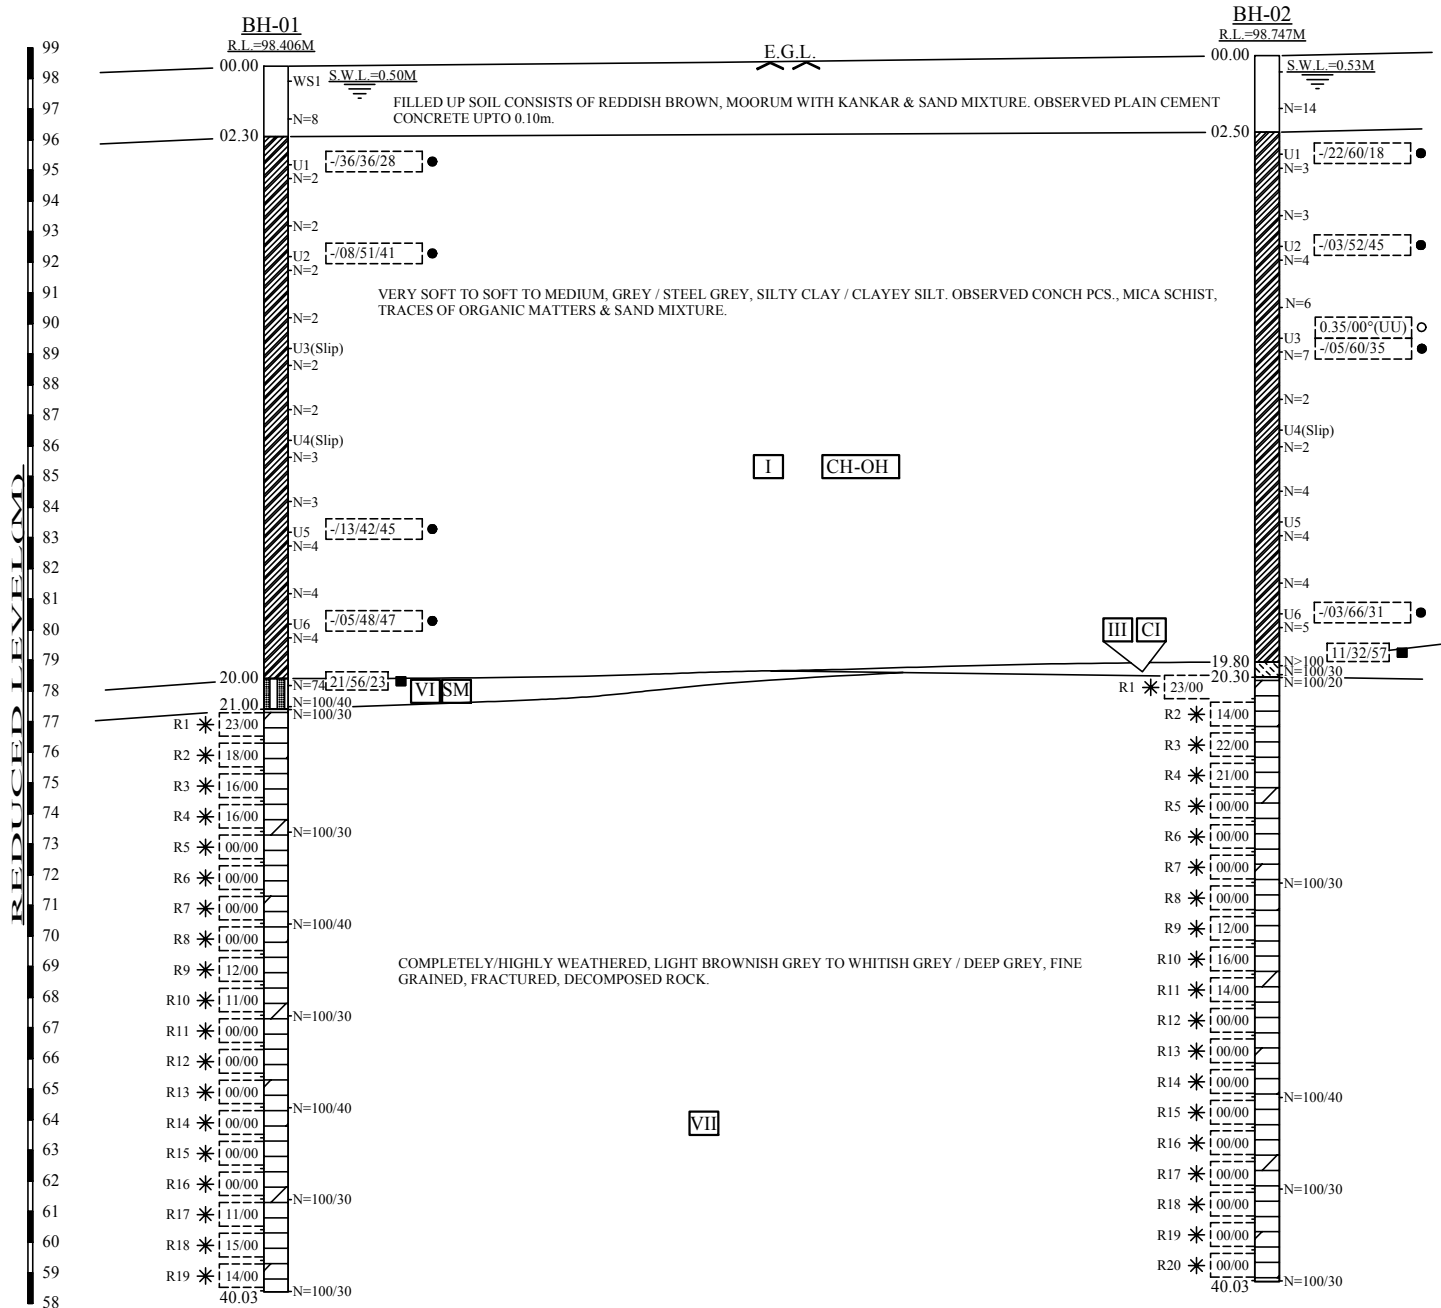 BH-01
R.L.=98.406M
BH-02
R.L.=98.747M
E.G.L.
REDUCED LEVEL(M)
99
98
97
96
95
94
93
92
91
90
89
88
87
86
85
84
83
82
81
80
79
78
77
76
75
74
73
72
71
70
69
68
67
66
65
64
63
62
61
60
59
58
00.00
WS1
S.W.L.=0.50M
N=8
FILLED UP SOIL CONSISTS OF REDDISH BROWN, MOORUM WITH KANKAR & SAND MIXTURE. OBSERVED PLAIN CEMENT
CONCRETE UPTO 0.10m.
02.30
U1 -/36/36/28
N=2
N=2
U2 -/08/51/41
N=2
VERY SOFT TO SOFT TO MEDIUM, GREY / STEEL GREY, SILTY CLAY / CLAYEY SILT. OBSERVED CONCH PCS., MICA SCHIST,
TRACES OF ORGANIC MATTERS & SAND MIXTURE.
N=2
U3(Slip)
N=2
N=2
U4(Slip)
N=3
I CH-OH
N=3
U5 -/13/42/45
N=4
N=4
U6 -/05/48/47
N=4
20.00
N=74 21/56/23 VI SM
N=100/40
21.00
N=100/30
R1 23/00
R2 18/00
R3 16/00
R4 16/00
N=100/30
R5 00/00
R6 00/00
R7 00/00
N=100/40
R8 00/00
R9 12/00
COMPLETELY/HIGHLY WEATHERED, LIGHT BROWNISH GREY TO WHITISH GREY / DEEP GREY, FINE
GRAINED, FRACTURED, DECOMPOSED ROCK.
R10 11/00
N=100/30
R11 00/00
R12 00/00
R13 00/00
N=100/40
R14 00/00
VII
R15 00/00
R16 00/00
N=100/30
R17 11/00
R18 15/00
R19 14/00
N=100/30
40.03
00.00
S.W.L.=0.53M
N=14
02.50
U1 -/22/60/18
N=3
N=3
U2 -/03/52/45
N=4
N=6
0.35/00°(UU)
U3
-/05/60/35
N=7
N=2
U4(Slip)
N=2
N=4
U5
N=4
N=4
U6 -/03/66/31
N=5
III CI
11/32/57
19.80
N>100
N=100/30
20.30
N=100/20
R1 23/00
R2 14/00
R3 22/00
R4 21/00
R5 00/00
R6 00/00
R7 00/00
N=100/30
R8 00/00
R9 12/00
R10 16/00
R11 14/00
R12 00/00
R13 00/00
R14 00/00
N=100/40
R15 00/00
R16 00/00
R17 00/00
N=100/30
R18 00/00
R19 00/00
R20 00/00
N=100/30
40.03